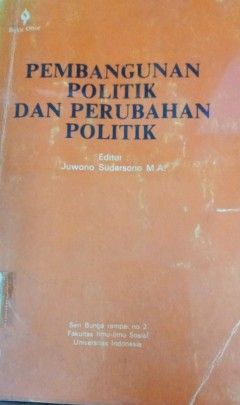 PEMBANGUNAN
POLITIK
DAN PERUBAHAN
POLITIK
Editor
Juwono Sudarsono M.A.
Seri Bunga rampai no 2
Fakultas Ilmu-ilmu Sosial
Universitas Indonesia